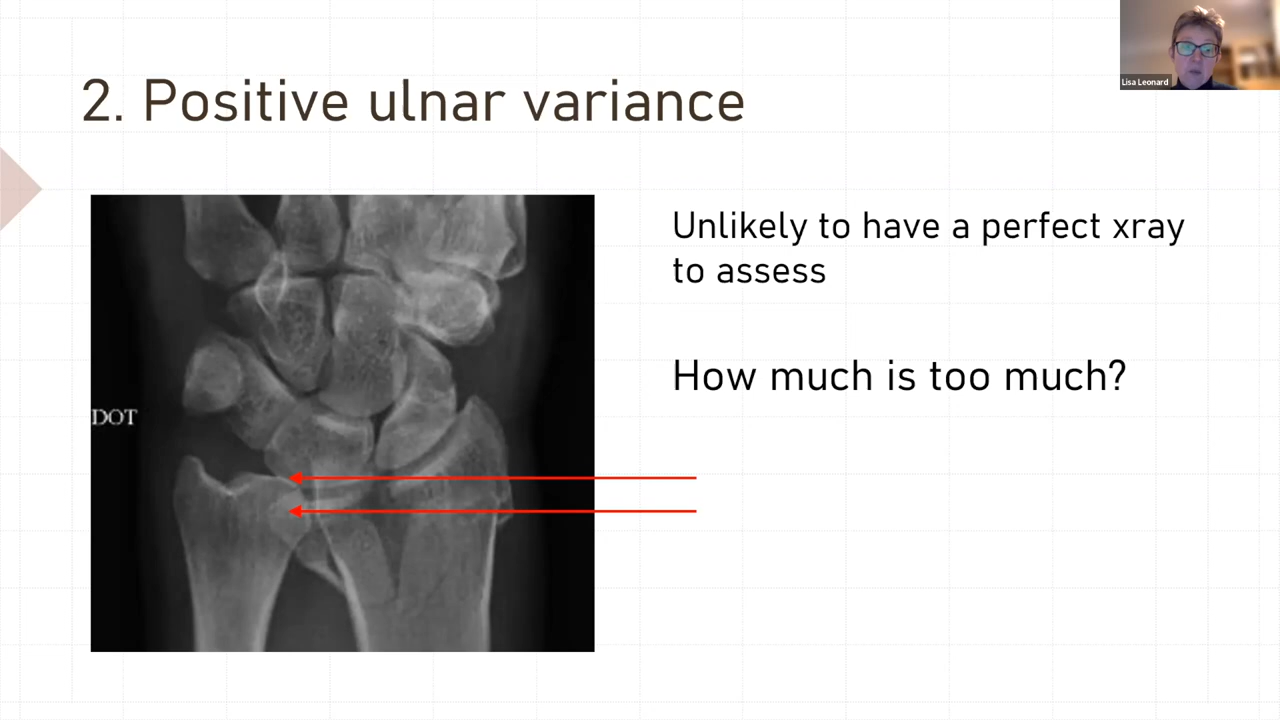 2. Positive ulnar variance
Lisa Leonard
Unlikely to have a perfect xray
to assess
How much is too much?
DOT